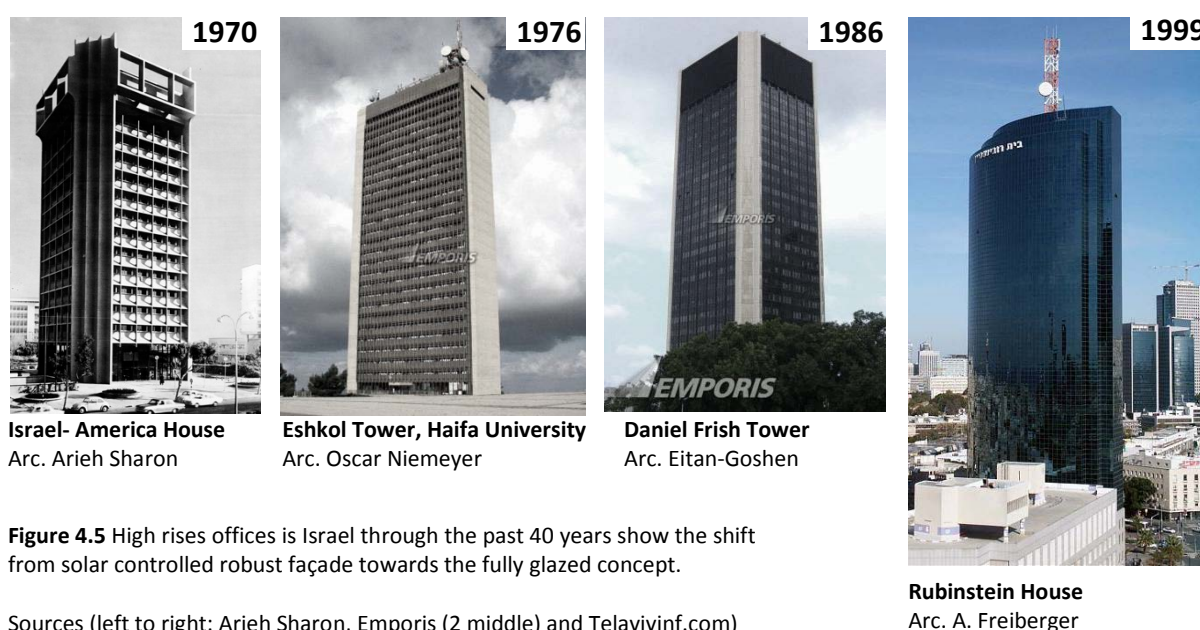 1970
1976
1986
1999
EMPORIS
EMPORIS
EMPORIS
בית רובינשטיין
Israel- America House
Arc. Arieh Sharon
Eshkol Tower, Haifa University
Arc. Oscar Niemeyer
Daniel Frish Tower
Arc. Eitan-Goshen
Figure 4.5 High rises offices is Israel through the past 40 years show the shift
from solar controlled robust façade towards the fully glazed concept.
Sources (left to right: Arieh Sharon, Emporis (2 middle) and Telavivinf.com)
Rubinstein House
Arc. A. Freiberger